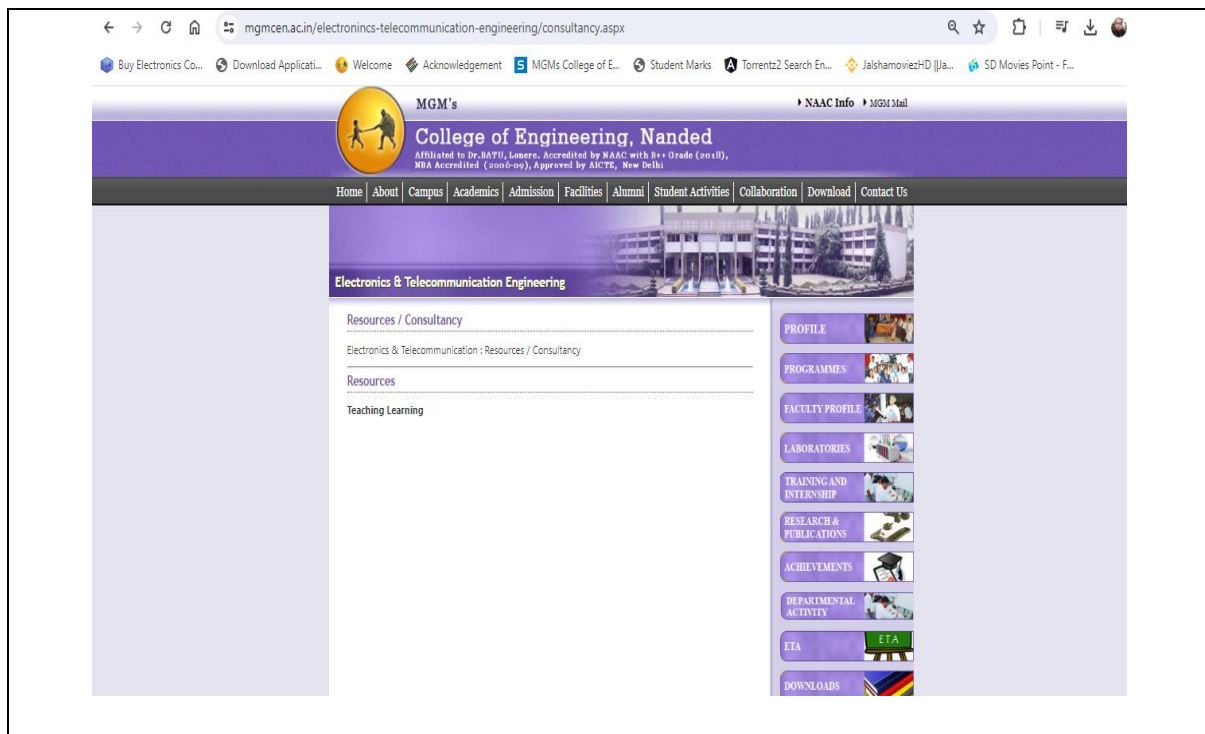 mgmcen.ac.in/electronincs-telecommunication-engineering/consultancy.aspx
Buy Electronics Co... Download Applicati... Welcome Acknowledgement S MGMs College of E... Student Marks Torrentz2 Search En... JalshamoviezHD ||Ja... SD Movies Point - F...
MGM's
NAAC Info MGM Mail
College of Engineering, Nanded
Affiliated to Dr.BATU, Lonere. Accredited by NAAC with B++ Grade (2018),
NBA Accredited (2006-09), Approved by AICTE, New Delhi
Home | About | Campus | Academics | Admission | Facilities | Alumni | Student Activities | Collaboration | Download | Contact Us
Electronics & Telecommunication Engineering
Resources / Consultancy
Electronics & Telecommunication : Resources / Consultancy
Resources
Teaching Learning
PROFILE
PROGRAMMES
FACULTY PROFILE
LABORATORIES
TRAINING AND
INTERNSHIP
RESEARCH &
PUBLICATIONS
ACHIEVEMENTS
DEPARTMENTAL
ACTIVITY
ETA
ETA
DOWNLOADS